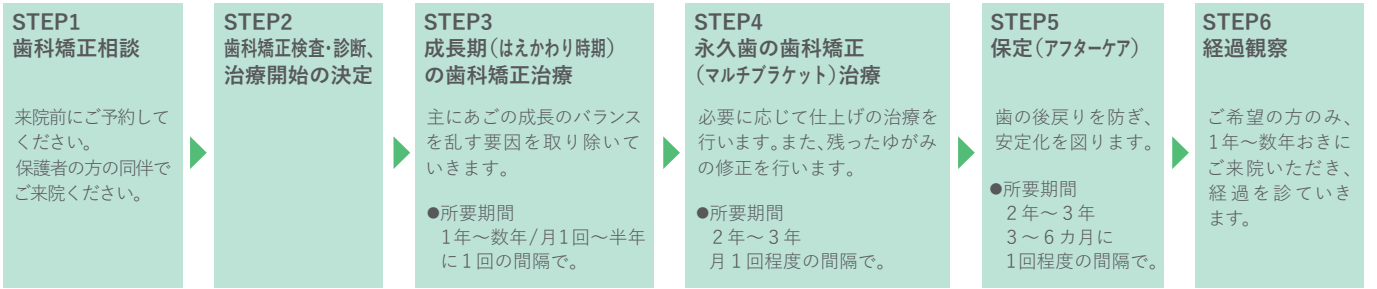 STEP1
歯科矯正相談
来院前にご予約して
ください。
保護者の方の同伴で
ご来院ください。
STEP2
歯科矯正検査・診断、
治療開始の決定
STEP3
成長期（はえかわり時期）
の歯科矯正治療
主にあごの成長のバランス
を乱す要因を取り除いて
いきます。
●所要期間
1年〜数年/月1回〜半年
に１回の間隔で。
STEP4
永久歯の歯科矯正
（マルチブラケット）治療
必要に応じて仕上げの治療を
行います。また、残ったゆがみ
の修正を行います。
●所要期間
２年〜３年
月１回程度の間隔で。
STEP5
保定（アフターケア）
歯の後戻りを防ぎ、
安定化を図ります。
●所要期間
２年〜３年
３〜６カ月に
1回程度の間隔で。
STEP6
経過観察
ご希望の方のみ、
1年〜数年おきに
ご来院いただき、
経過を診ていき
ます。